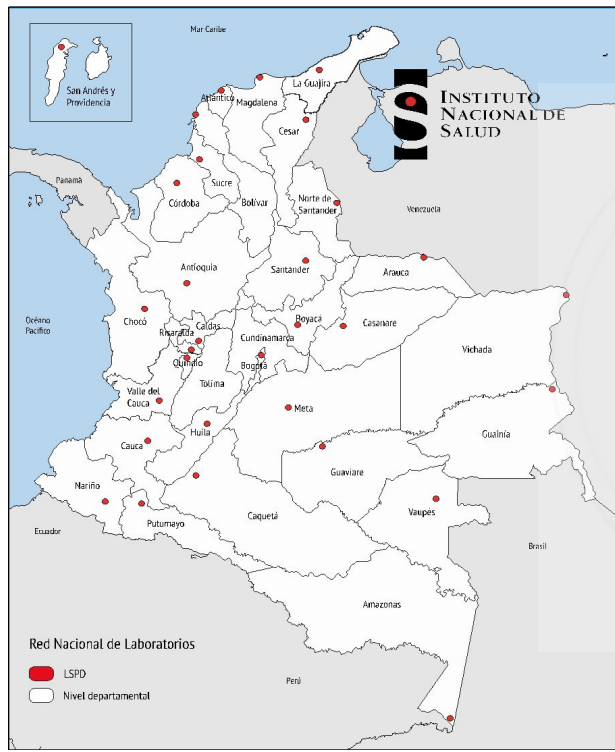 Mar Caribe
San Andrés y
Providencia
La Guajira
Atlántico
Magdalena
INSTITUTO
NACIONAL DE
SALUD
Cesar
Panamá
Sucre
Córdoba
Bolívar
Norte de
Santander
Venezuela
Antioquia
Santander
Arauca
Océano
Pacífico
Chocó
Risaralda
Caldas
Cundinamarca
Boyacá
Casanare
Vichada
Quindío
Bogotá
Tolima
Valle del
Cauca
Meta
Huila
Guainía
Cauca
Guaviare
Nariño
Putumayo
Caquetá
Vaupés
Ecuador
Brasil
Amazonas
Red Nacional de Laboratorios
LSPD
Nivel departamental
Perú